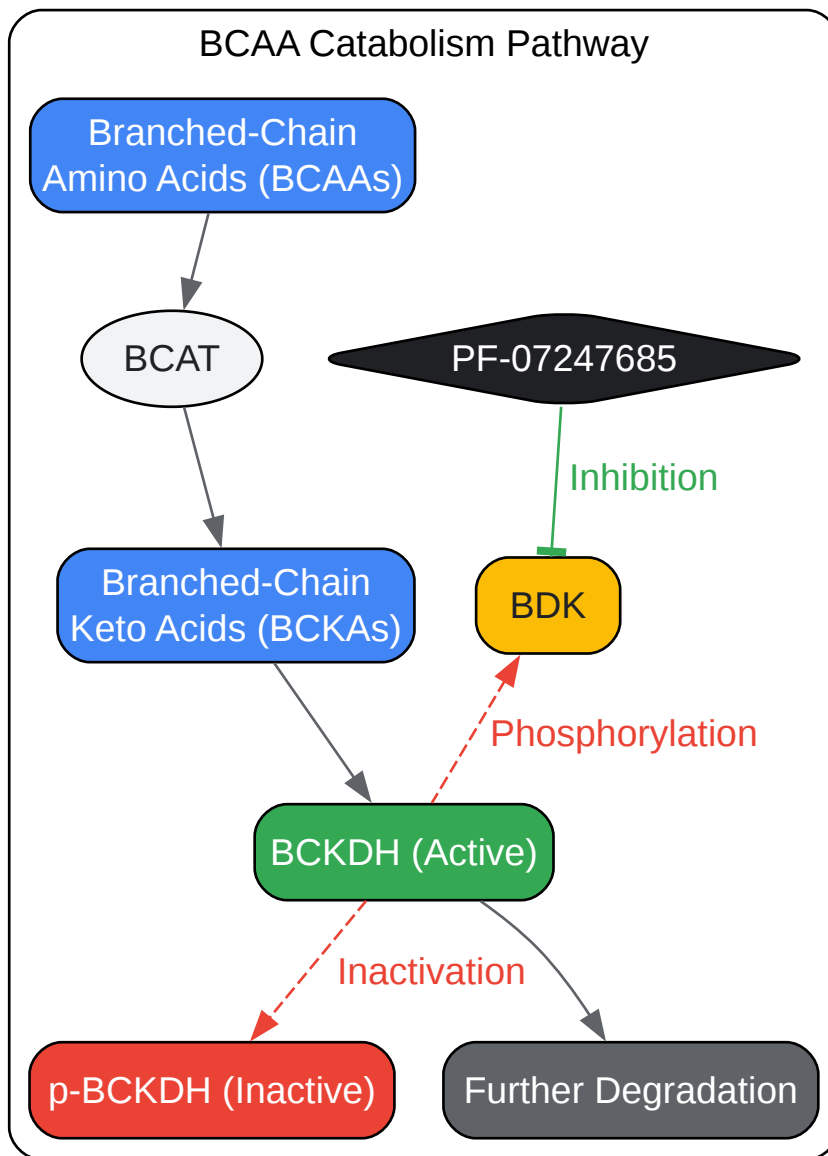 BCAA Catabolism Pathway
Branched-Chain
Amino Acids (BCAAs)
BCAT
PF-07247685
Inhibition
Branched-Chain
Keto Acids (BCKAs)
BDK
Phosphorylation
BCKDH (Active)
Inactivation
p-BCKDH (Inactive)
Further Degradation